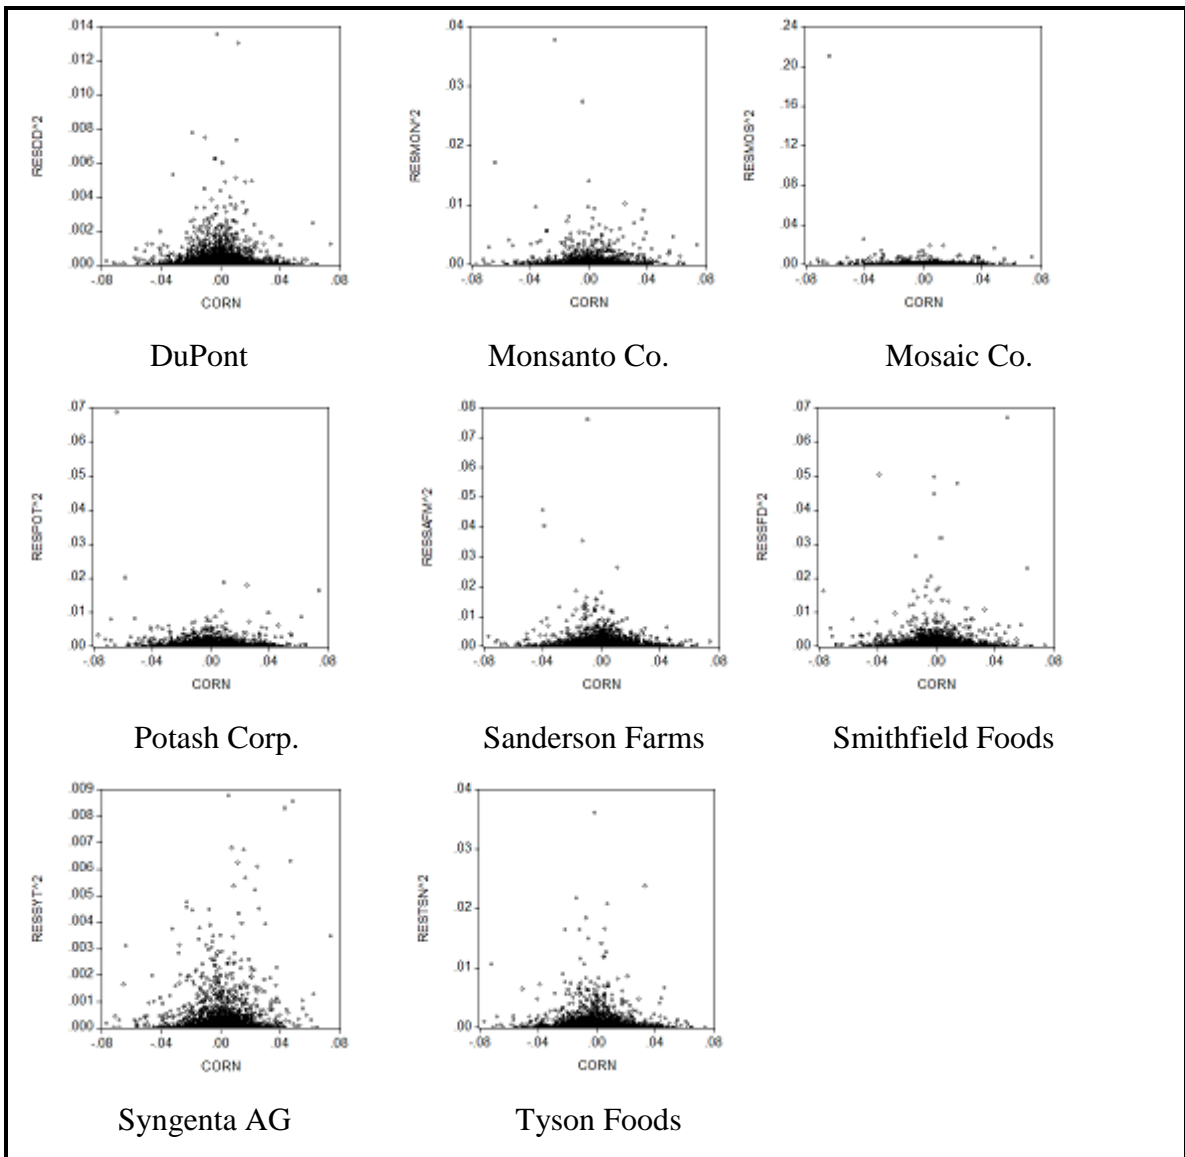 .014
.012
.010
.008
.006
.004
.002
.000
RESDD^2
-.08 -.04 .00 .04 .08
CORN
DuPont
.04
.03
.02
.01
.00
RESMON^2
-.08 -.04 .00 .04 .08
CORN
Monsanto Co.
.24
.20
.16
.12
.08
.04
.00
RESMOS^2
-.08 -.04 .00 .04 .08
CORN
Mosaic Co.
.07
.06
.05
.04
.03
.02
.01
.00
RESPOT^2
-.08 -.04 .00 .04 .08
CORN
Potash Corp.
.08
.07
.06
.05
.04
.03
.02
.01
.00
RESSAFM^2
-.08 -.04 .00 .04 .08
CORN
Sanderson Farms
.07
.06
.05
.04
.03
.02
.01
.00
RESSFD^2
-.08 -.04 .00 .04 .08
CORN
Smithfield Foods
.009
.008
.007
.006
.005
.004
.003
.002
.001
.000
RESSYT^2
-.08 -.04 .00 .04 .08
CORN
Syngenta AG
.04
.03
.02
.01
.00
RESTSN^2
-.08 -.04 .00 .04 .08
CORN
Tyson Foods